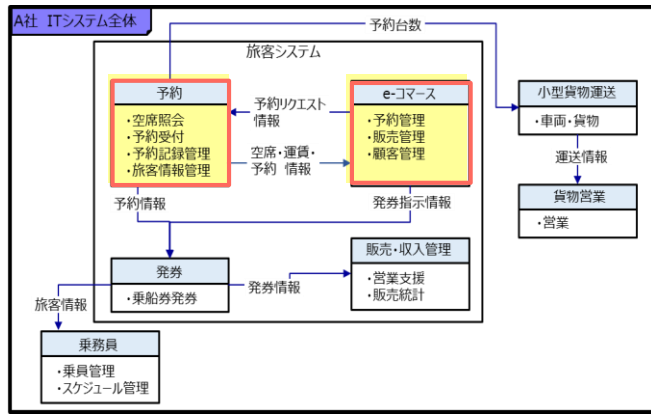 A社 ITシステム全体
予約台数
旅客システム
予約
・空席照会
・予約受付
・予約記録管理
・旅客情報管理
予約リクエスト
情報
空席・運賃・
予約 情報
e-コマース
・予約管理
・販売管理
・顧客管理
小型貨物運送
・車両・貨物
運送情報
貨物営業
・営業
予約情報
発券指示情報
発券
・乗船券発券
発券情報
販売・収入管理
・営業支援
・販売統計
旅客情報
乗務員
・乗員管理
・スケジュール管理